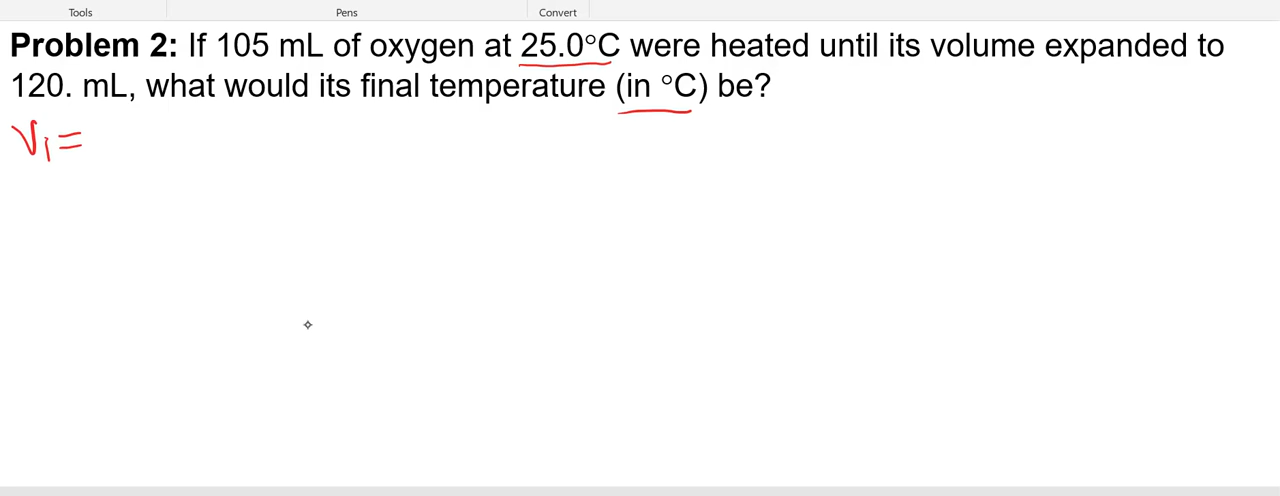 Tools Pens Convert
Problem 2: If 105 mL of oxygen at 25.0°C were heated until its volume expanded to
120. mL, what would its final temperature (in °C) be?
V₁ =